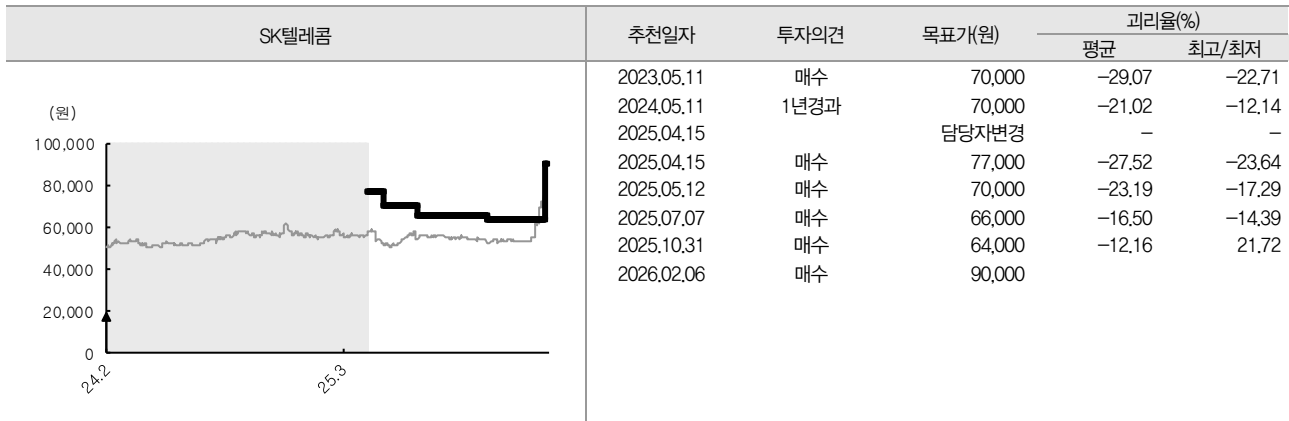 SK텔레콤
추천일자 투자의견 목표가(원) 괴리율(%)
평균 최고/최저
2023.05.11 매수 70,000 -29.07 -22.71
2024.05.11 1년경과 70,000 -21.02 -12.14
2025.04.15 담당자변경 - -
2025.04.15 매수 77,000 -27.52 -23.64
2025.05.12 매수 70,000 -23.19 -17.29
2025.07.07 매수 66,000 -16.50 -14.39
2025.10.31 매수 64,000 -12.16 21.72
2026.02.06 매수 90,000
(원)
100,000
80,000
60,000
40,000
20,000
0
24.2 25.3